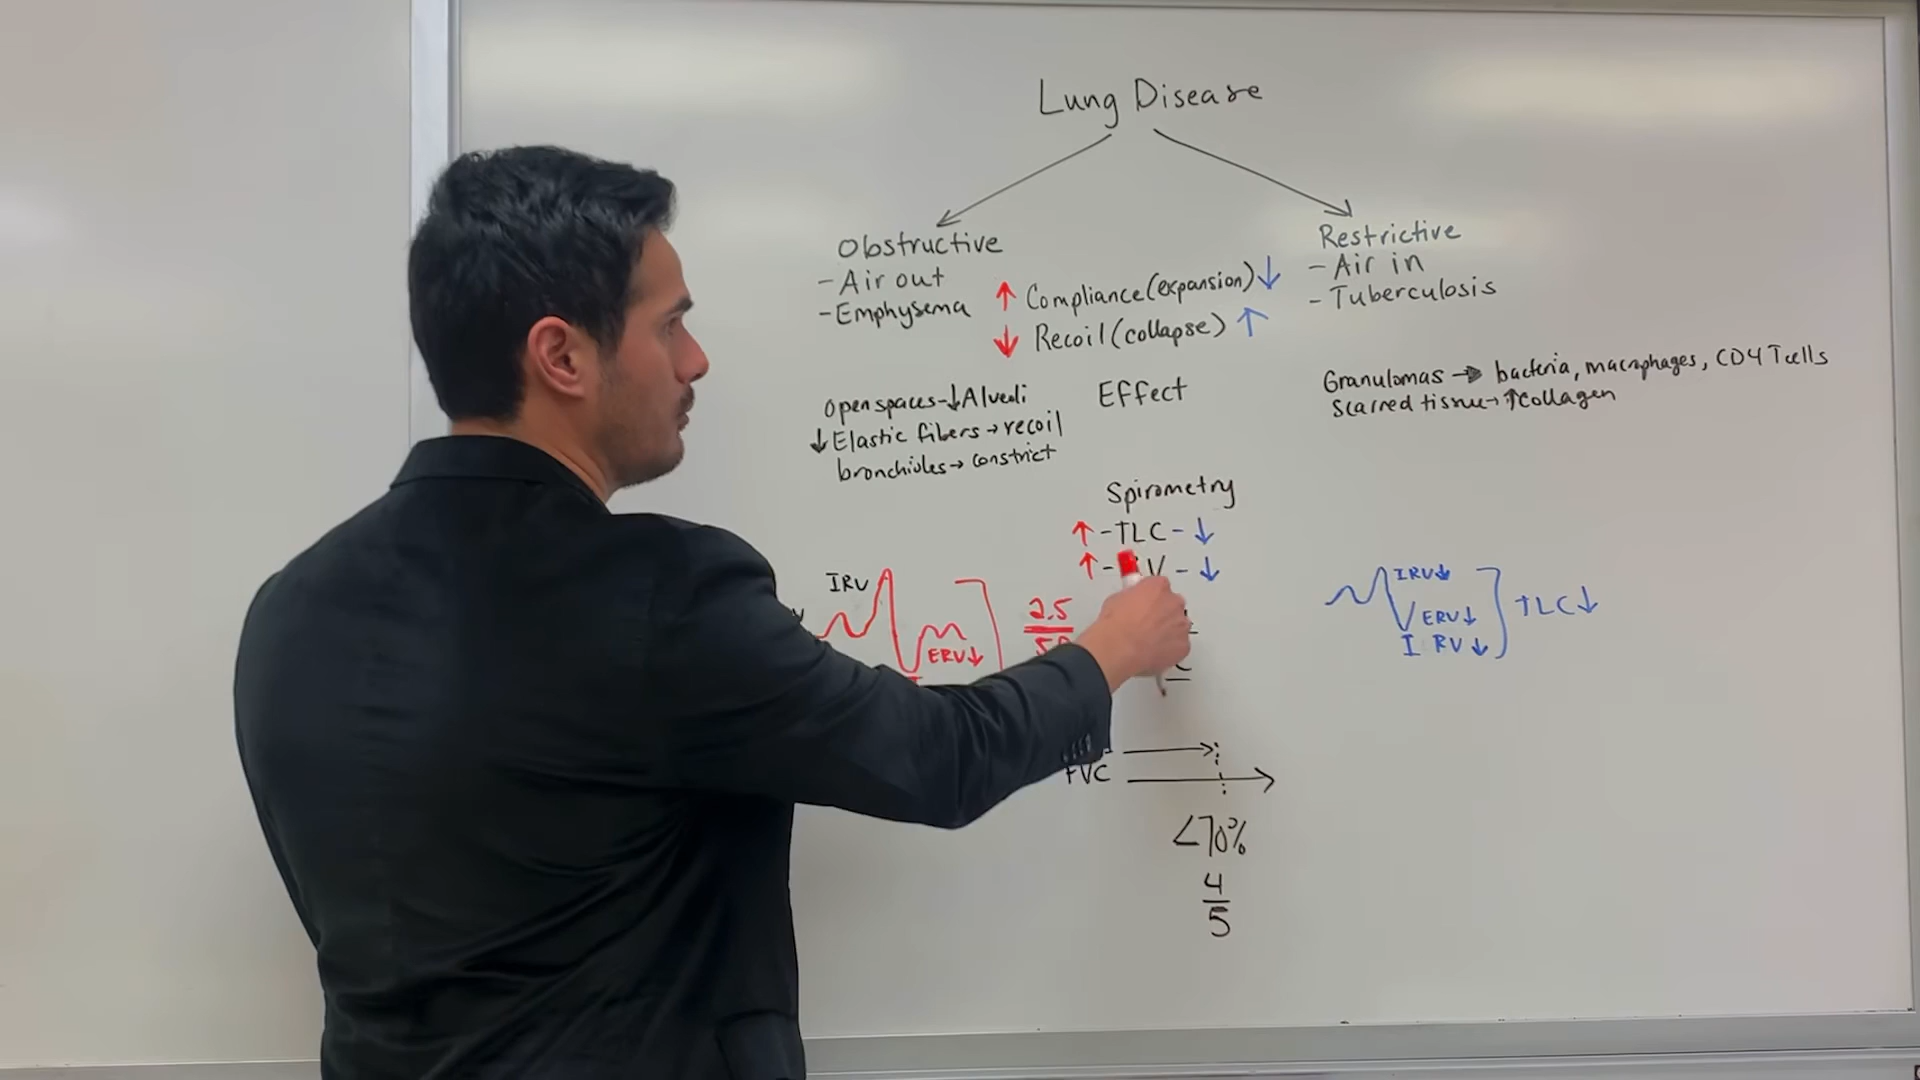 Lung Disease
Obstructive
- Air out
- Emphysema
↑ Compliance (expansion) ↓
↓ Recoil (collapse) ↑
Restrictive
- Air in
- Tuberculosis
Open spaces - ↓ Alveoli
↓ Elastic fibers → recoil
bronchioles → constrict
Effect
Granulomas → bacteria, macrophages, CD4 T cells
Scarred tissue → ↑ collagen
Spirometry
↑ - TLC - ↓
↑ - V - ↓
IRV
ERV ↓
2.5
IRV ↓
ERV ↓
RV ↓
TLC ↓
FVC
<70%
4
5